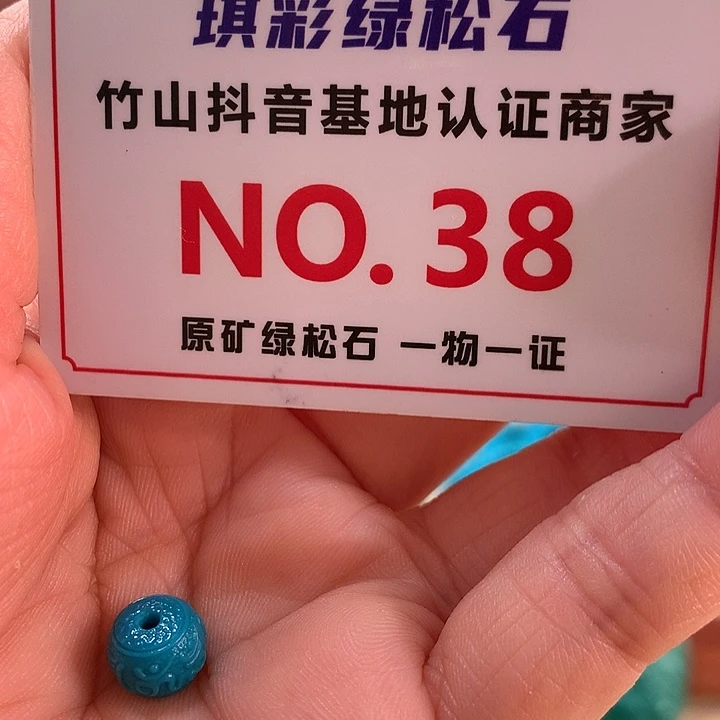 琪彩绿松石
竹山抖音基地认证商家
NO.38
原矿绿松石 一物一证